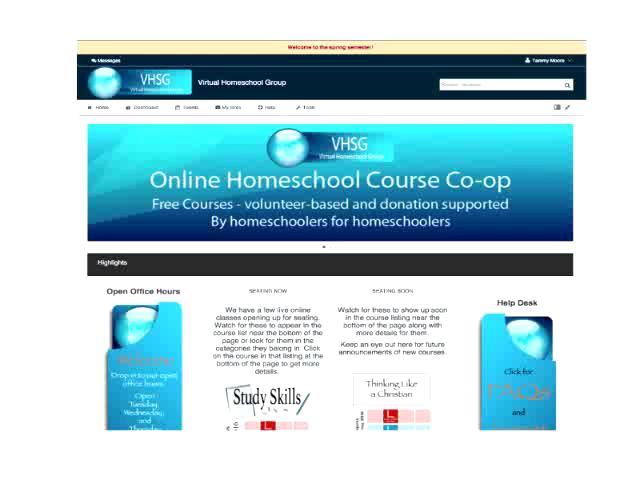 Welcome to the spring semester!
Messages
Tammy Moore
VHSG
Virtual Homeschool Group
Virtual Homeschool Group
Home
Dashboard
Events
My Sites
Help
Tools
VHSG
Virtual Homeschool Group
Online Homeschool Course Co-op
Free Courses - volunteer-based and donation supported
By homeschoolers for homeschoolers
Highlights
Open Office Hours
Welcome
Drop in to our open
office hours
Open
Tuesday,
Wednesday,
and
Thursday
SEATING NOW
We have a few live online
classes opening up for seating.
Watch for these to appear in the
course list near the bottom of the
page or look for them in the
categories they belong in. Click
on the course in that listing at the
bottom of the page to get more
details.
Study Skills
L
SEATING SOON
Watch for these to show up soon
in the course listing near the
bottom of the page along with
more details for them.
Keep an eye out here for future
announcements of new courses.
Thinking Like
a Christian
L
Help Desk
Click for
FAQs
and